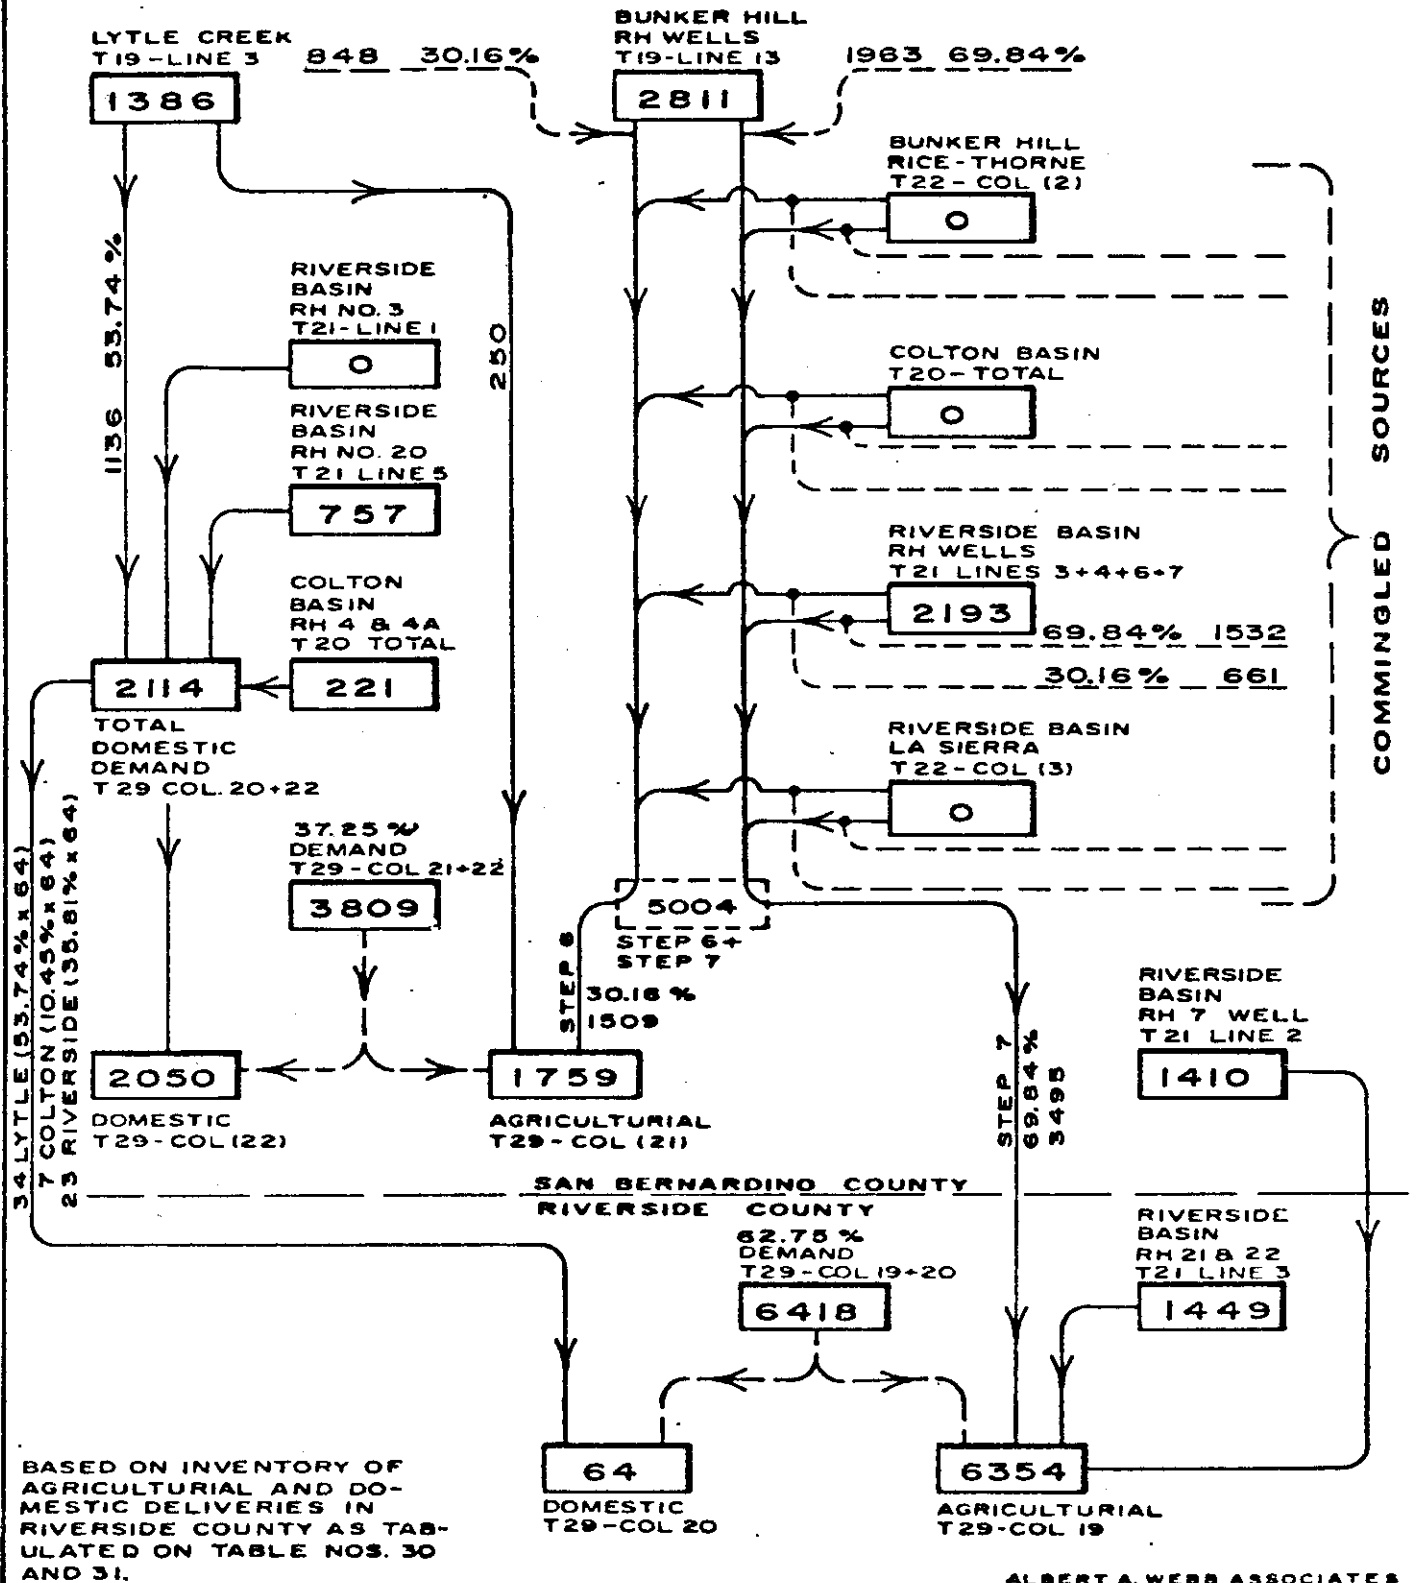 LYTLE CREEK
T19-LINE 3
1386
848 30.16%
BUNKER HILL
RH WELLS
T19-LINE 13
2811
1963 69.84%
BUNKER HILL
RICE-THORNE
T22-COL (2)
0
1136 53.74%
RIVERSIDE
BASIN
RH NO. 3
T21-LINE 1
0
250
COLTON BASIN
T20-TOTAL
0
COMMINGLED SOURCES
RIVERSIDE
BASIN
RH NO. 20
T21 LINE 5
757
RIVERSIDE BASIN
RH WELLS
T21 LINES 3+4+6+7
2193
69.84% 1532
30.16% 661
COLTON
BASIN
RH 4 & 4A
T20 TOTAL
221
2114
TOTAL
DOMESTIC
DEMAND
T29 COL. 20+22
RIVERSIDE BASIN
LA SIERRA
T22-COL (3)
0
37.25%
DEMAND
T29-COL 21+22
3809
5004
STEP 6+
STEP 7
STEP 6
30.16%
1509
34 LYTLE (53.74% x 64)
7 COLTON (10.45% x 64)
23 RIVERSIDE (35.81% x 64)
2050
DOMESTIC
T29-COL (22)
1759
AGRICULTURIAL
T29-COL (21)
STEP 7
69.84%
3495
RIVERSIDE
BASIN
RH 7 WELL
T21 LINE 2
1410
SAN BERNARDINO COUNTY
RIVERSIDE COUNTY
62.75%
DEMAND
T29-COL 19+20
6418
RIVERSIDE
BASIN
RH 21 & 22
T21 LINE 3
1449
64
DOMESTIC
T29-COL 20
6354
AGRICULTURIAL
T29-COL 19
BASED ON INVENTORY OF
AGRICULTURIAL AND DO-
MESTIC DELIVERIES IN
RIVERSIDE COUNTY AS TAB-
ULATED ON TABLE NOS. 30
AND 31.
ALBERT A. WEBB ASSOCIATES